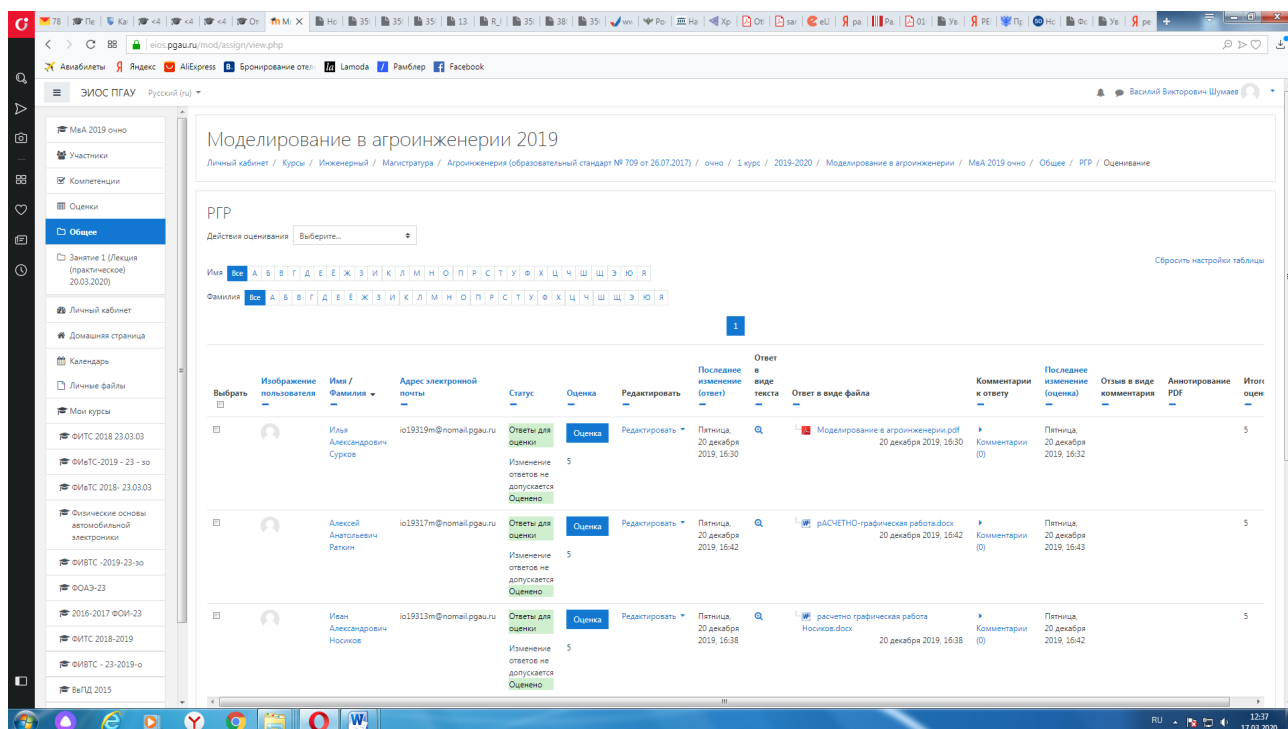 eios.pgau.ru/mod/assign/view.php
Авиабилеты Яндекс AliExpress Бронирование отел Lamoda Рамблер Facebook
ЭИОС ПГАУ Русский (ru)
Василий Викторович Шумаев
МвА 2019 очно
Участники
Компетенции
Оценки
Общее
Занятие 1 (Лекция
(практическое)
20.03.2020)
Личный кабинет
Домашняя страница
Календарь
Личные файлы
Мои курсы
ФИТС 2018 23.03.03
ФИвТС-2019 - 23 - зо
ФИвТС 2018- 23.03.03
Физические основы
автомобильной
электроники
ФИВТС -2019-23-зо
ФОАЭ-23
2016-2017 ФОИ-23
ФИТС 2018-2019
ФИВТС - 23-2019-о
ВвПД 2015
Моделирование в агроинженерии 2019
Личный кабинет / Курсы / Инженерный / Магистратура / Агроинженерия (образовательный стандарт № 709 от 26.07.2017) / очно / 1 курс / 2019-2020 / Моделирование в агроинженерии / МвА 2019 очно / Общее / РГР / Оценивание
РГР
Действия оценивания Выберите...
Сбросить настройки таблицы
Имя Все А Б В Г Д Е Ё Ж З И К Л М Н О П Р С Т У Ф Х Ц Ч Ш Щ Э Ю Я
Фамилия Все А Б В Г Д Е Ё Ж З И К Л М Н О П Р С Т У Ф Х Ц Ч Ш Щ Э Ю Я
1
Выбрать
Изображение
пользователя
Имя /
Фамилия
Адрес электронной
почты
Статус
Оценка
Редактировать
Последнее
изменение
(ответ)
Ответ
в
виде
текста
Ответ в виде файла
Комментарии
к ответу
Последнее
изменение
(оценка)
Отзыв в виде
комментария
Аннотирование
PDF
Итого
оцен
Илья
Александрович
Сурков
io19319m@nomail.pgau.ru
Ответы для
оценки
Изменение
ответов не
допускается
Оценено
Оценка
5
Редактировать
Пятница,
20 декабря
2019, 16:30
Моделирование в агроинженерии.pdf
20 декабря 2019, 16:30
Комментарии
(0)
Пятница,
20 декабря
2019, 16:32
5
Алексей
Анатольевич
Раткин
io19317m@nomail.pgau.ru
Ответы для
оценки
Изменение
ответов не
допускается
Оценено
Оценка
5
Редактировать
Пятница,
20 декабря
2019, 16:42
рАСЧЕТНО-графическая работа.docx
20 декабря 2019, 16:42
Комментарии
(0)
Пятница,
20 декабря
2019, 16:43
5
Иван
Александрович
Носиков
io19313m@nomail.pgau.ru
Ответы для
оценки
Изменение
ответов не
допускается
Оценено
Оценка
5
Редактировать
Пятница,
20 декабря
2019, 16:38
расчетно графическая работа
Носиков.docx
20 декабря 2019, 16:38
Комментарии
(0)
Пятница,
20 декабря
2019, 16:42
5
RU
12:37
17.03.2020